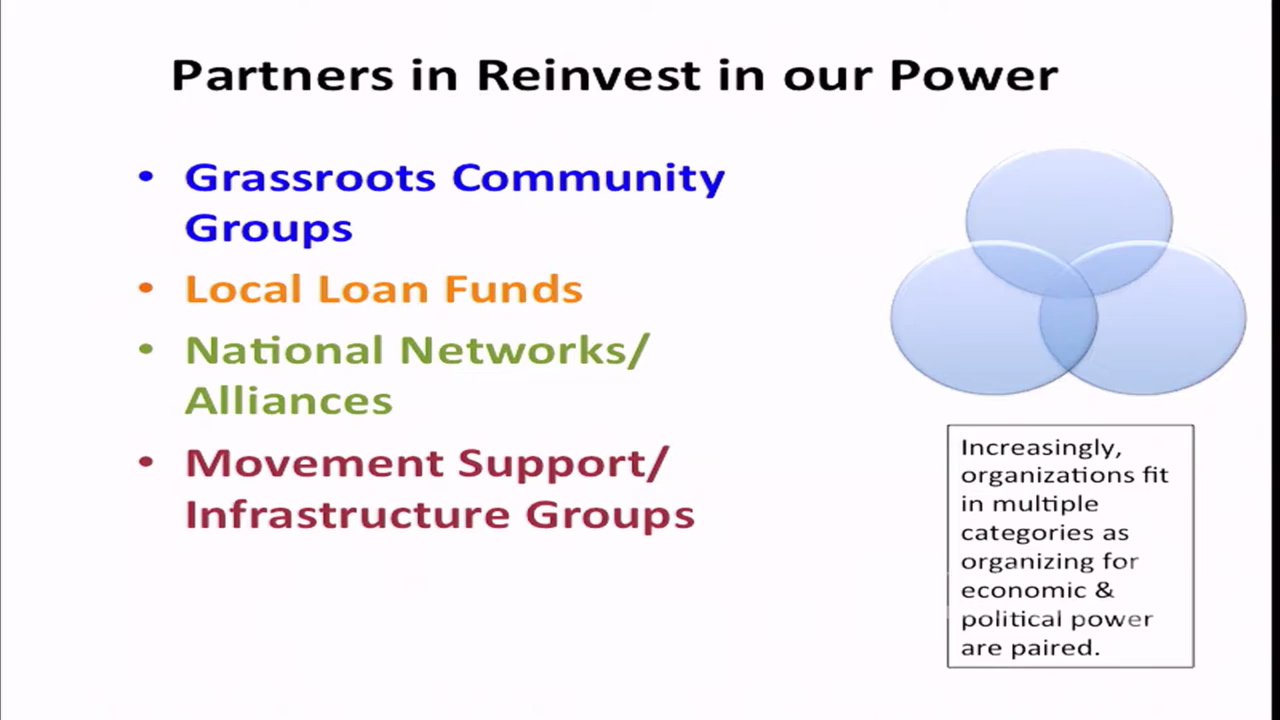 Partners in Reinvest in our Power
• Grassroots Community
Groups
• Local Loan Funds
• National Networks/
Alliances
• Movement Support/
Infrastructure Groups
Increasingly,
organizations fit
in multiple
categories as
organizing for
economic &
political power
are paired.